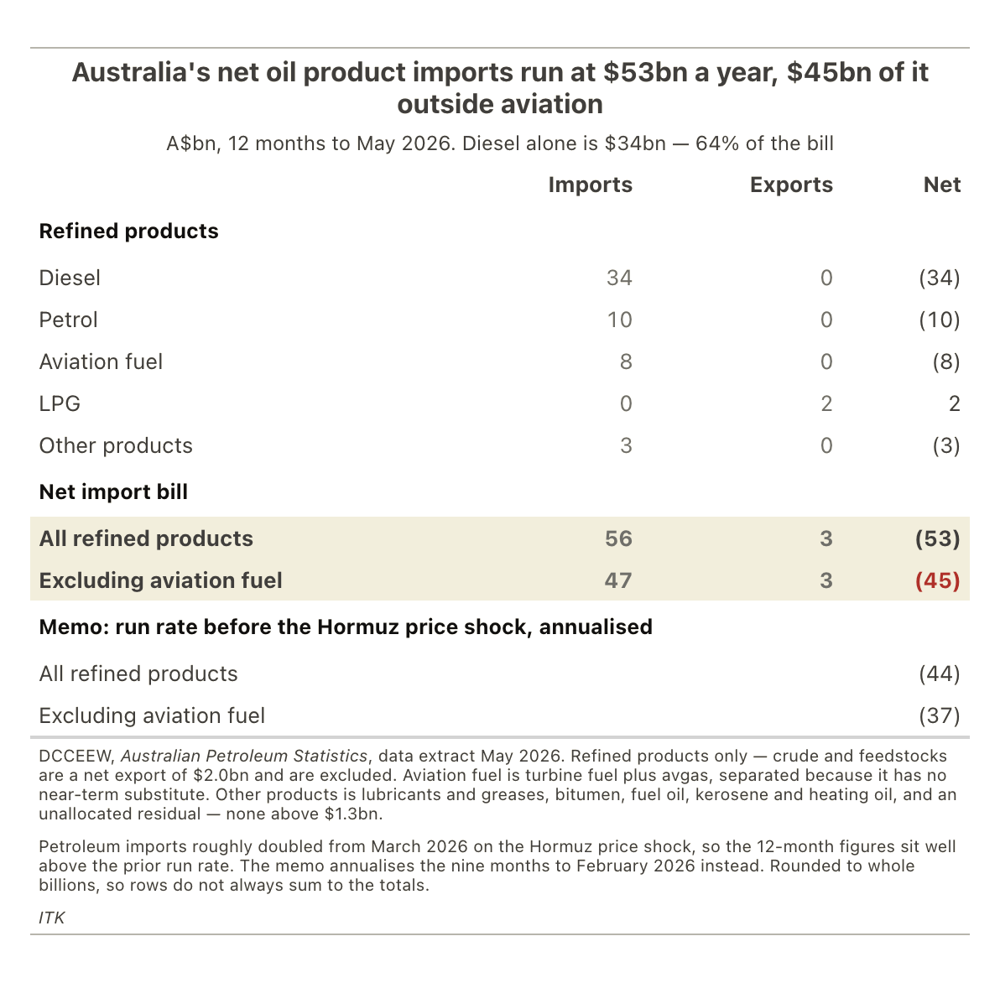 Australia's net oil product imports run at $53bn a year, $45bn of it
outside aviation
A$bn, 12 months to May 2026. Diesel alone is $34bn — 64% of the bill
Imports Exports Net
Refined products
Diesel 34 0 (34)
Petrol 10 0 (10)
Aviation fuel 8 0 (8)
LPG 0 2 2
Other products 3 0 (3)
Net import bill
All refined products 56 3 (53)
Excluding aviation fuel 47 3 (45)
Memo: run rate before the Hormuz price shock, annualised
All refined products (44)
Excluding aviation fuel (37)
DCCEEW, Australian Petroleum Statistics, data extract May 2026. Refined products only — crude and feedstocks
are a net export of $2.0bn and are excluded. Aviation fuel is turbine fuel plus avgas, separated because it has no
near-term substitute. Other products is lubricants and greases, bitumen, fuel oil, kerosene and heating oil, and an
unallocated residual — none above $1.3bn.
Petroleum imports roughly doubled from March 2026 on the Hormuz price shock, so the 12-month figures sit well
above the prior run rate. The memo annualises the nine months to February 2026 instead. Rounded to whole
billions, so rows do not always sum to the totals.
ITK